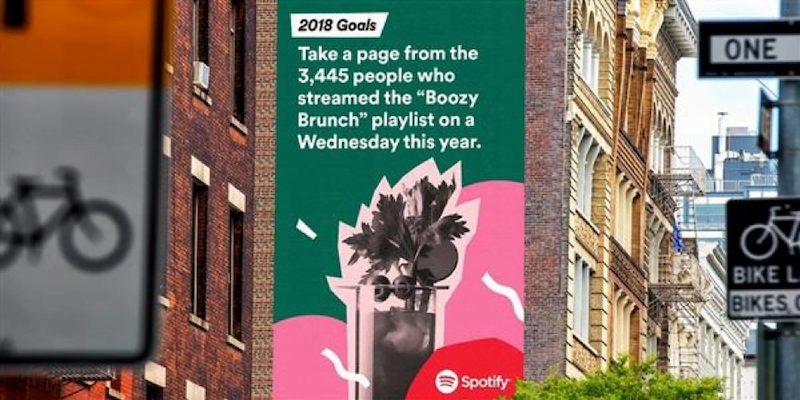 2018 Goals
Take a page from the
3,445 people who
streamed the “Boozy
Brunch” playlist on a
Wednesday this year.
Spotify
ONE
BIKE
BIKES